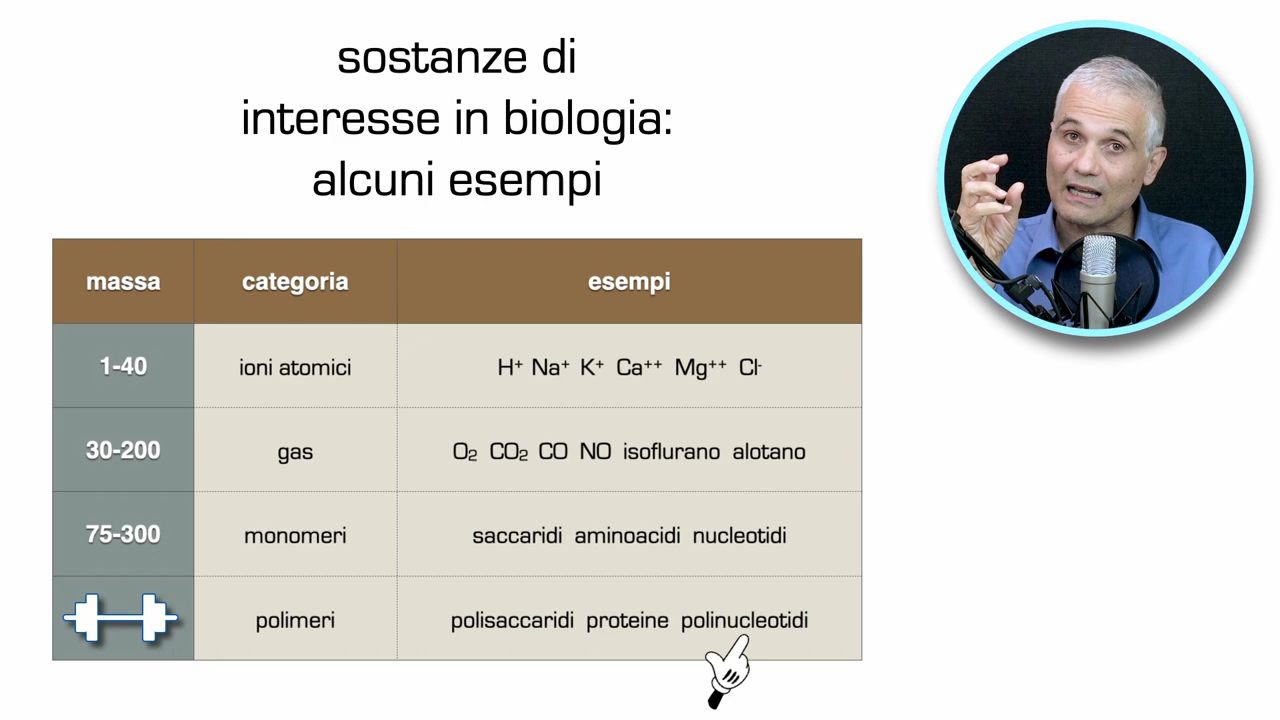 sostanze di
interesse in biologia:
alcuni esempi
massa categoria esempi
1-40 ioni atomici H⁺ Na⁺ K⁺ Ca⁺⁺ Mg⁺⁺ Cl⁻
30-200 gas O₂ CO₂ CO NO isoflurano alotano
75-300 monomeri saccaridi aminoacidi nucleotidi
polimeri polisaccaridi proteine polinucleotidi